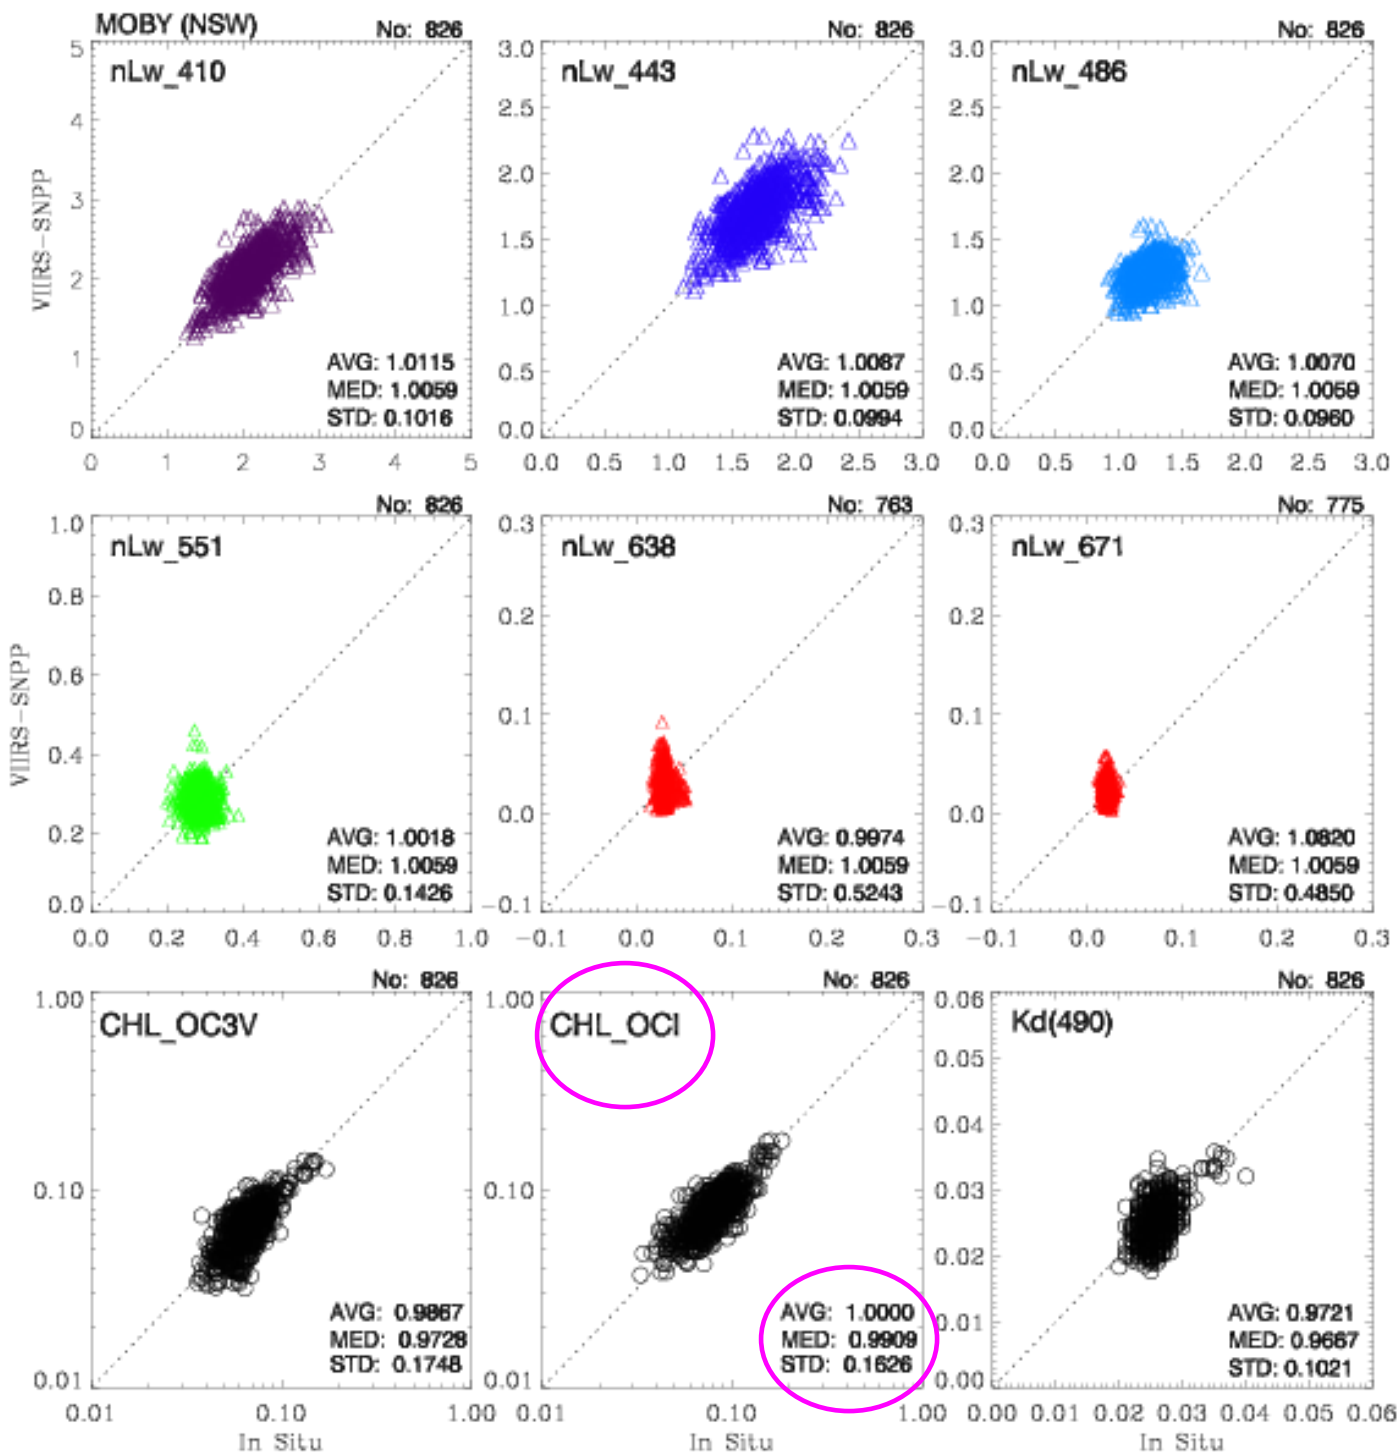 MOBY (NSW)
No: 826
nLw_410
VIIRS-SNPP
5
4
3
2
1
0
AVG: 1.0115
MED: 1.0059
STD: 0.1016
0 1 2 3 4 5
No: 826
nLw_443
3.0
2.5
2.0
1.5
1.0
0.5
0.0
AVG: 1.0087
MED: 1.0059
STD: 0.0994
0.0 0.5 1.0 1.5 2.0 2.5 3.0
No: 826
nLw_486
3.0
2.5
2.0
1.5
1.0
0.5
0.0
AVG: 1.0070
MED: 1.0059
STD: 0.0960
0.0 0.5 1.0 1.5 2.0 2.5 3.0
No: 826
nLw_551
VIIRS-SNPP
1.0
0.8
0.6
0.4
0.2
0.0
AVG: 1.0018
MED: 1.0059
STD: 0.1426
0.0 0.2 0.4 0.6 0.8 1.0
No: 763
nLw_638
0.3
0.2
0.1
0.0
-0.1
AVG: 0.9974
MED: 1.0059
STD: 0.5243
-0.1 0.0 0.1 0.2 0.3
No: 775
nLw_671
0.3
0.2
0.1
0.0
-0.1
AVG: 1.0820
MED: 1.0059
STD: 0.4850
-0.1 0.0 0.1 0.2 0.3
No: 826
CHL_OC3V
1.00
0.10
0.01
AVG: 0.9867
MED: 0.9728
STD: 0.1748
0.01 0.10 1.00
In Situ
No: 826
CHL_OCI
1.00
0.10
0.01
AVG: 1.0000
MED: 0.9909
STD: 0.1626
0.01 0.10 1.00
In Situ
No: 826
Kd(490)
0.06
0.05
0.04
0.03
0.02
0.01
0.00
AVG: 0.9721
MED: 0.9667
STD: 0.1021
0.00 0.01 0.02 0.03 0.04 0.05 0.06
In Situ